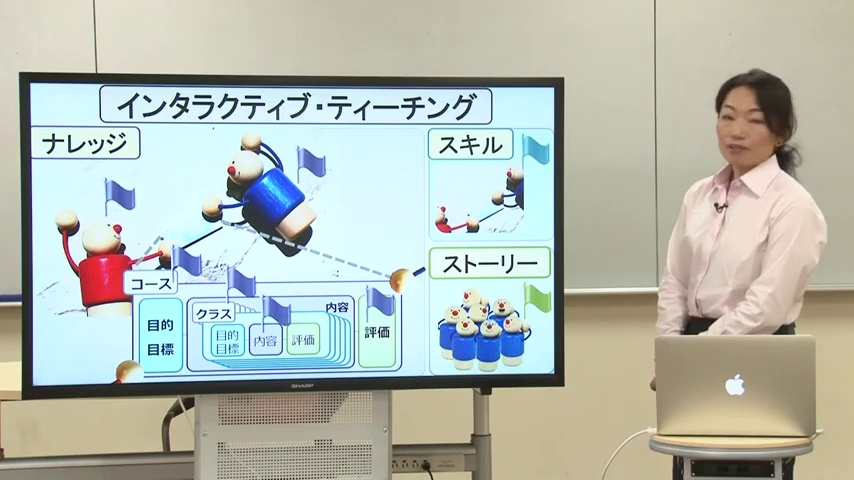 インタラクティブ・ティーチング
ナレッジ
スキル
ストーリー
コース
目的
目標
クラス
目的
目標
内容
評価
内容
評価
SHARP